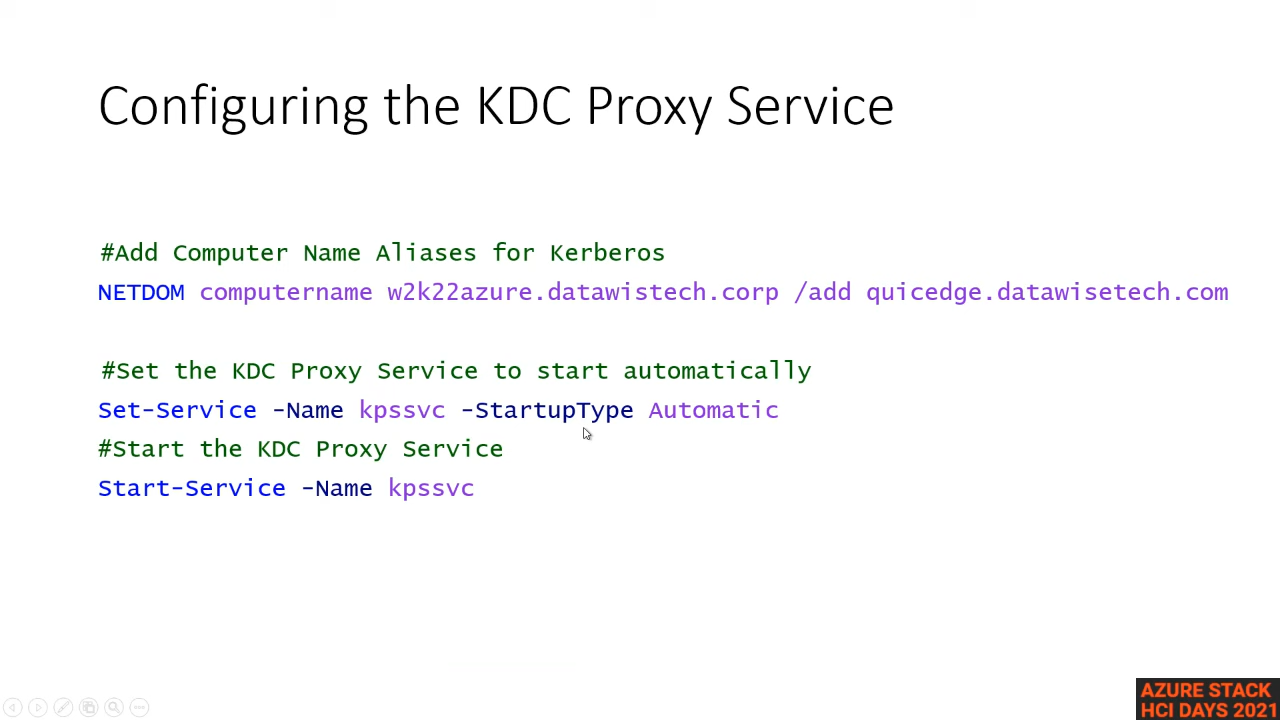 Configuring the KDC Proxy Service
#Add Computer Name Aliases for Kerberos
NETDOM computername w2k22azure.datawistech.corp /add quicedge.datawisetech.com
#Set the KDC Proxy Service to start automatically
Set-Service -Name kpssvc -StartupType Automatic
#Start the KDC Proxy Service
Start-Service -Name kpssvc
AZURE STACK
HCI DAYS 2021